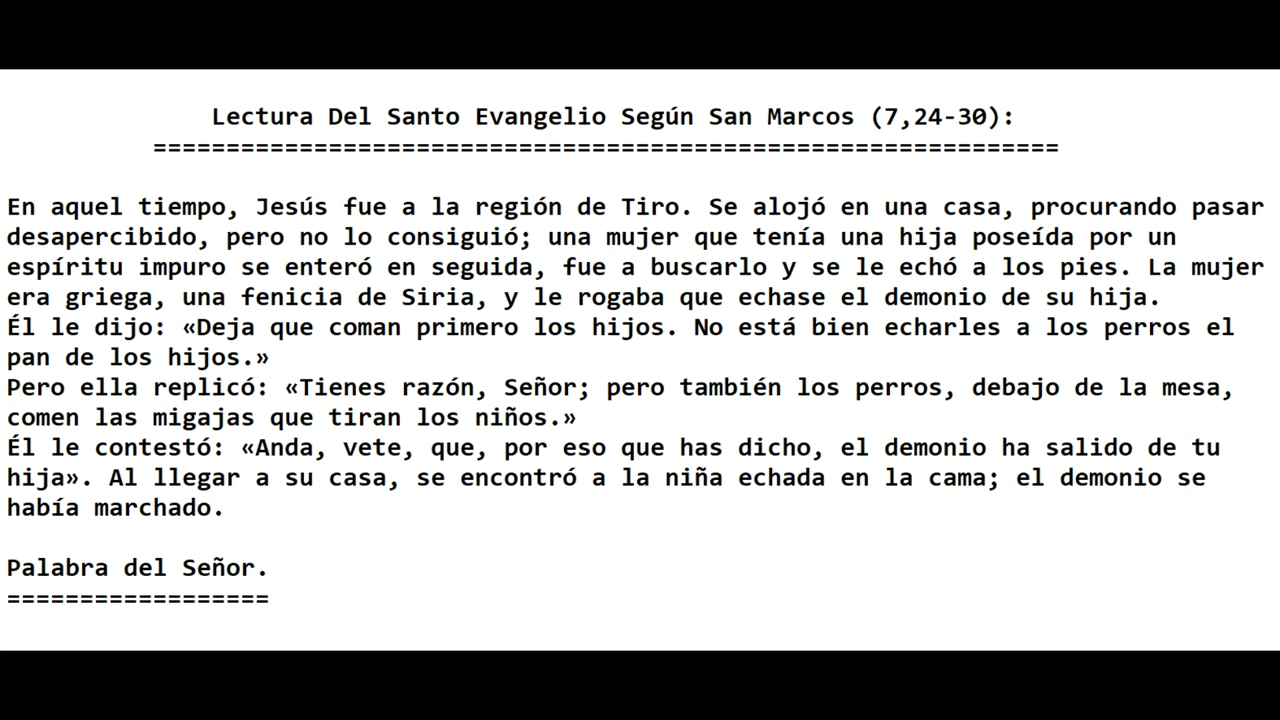 Lectura Del Santo Evangelio Según San Marcos (7,24-30):
==============================================================
En aquel tiempo, Jesús fue a la región de Tiro. Se alojó en una casa, procurando pasar
desapercibido, pero no lo consiguió; una mujer que tenía una hija poseída por un
espíritu impuro se enteró en seguida, fue a buscarlo y se le echó a los pies. La mujer
era griega, una fenicia de Siria, y le rogaba que echase el demonio de su hija.
Él le dijo: «Deja que coman primero los hijos. No está bien echarles a los perros el
pan de los hijos.»
Pero ella replicó: «Tienes razón, Señor; pero también los perros, debajo de la mesa,
comen las migajas que tiran los niños.»
Él le contestó: «Anda, vete, que, por eso que has dicho, el demonio ha salido de tu
hija». Al llegar a su casa, se encontró a la niña echada en la cama; el demonio se
había marchado.
Palabra del Señor.
==================